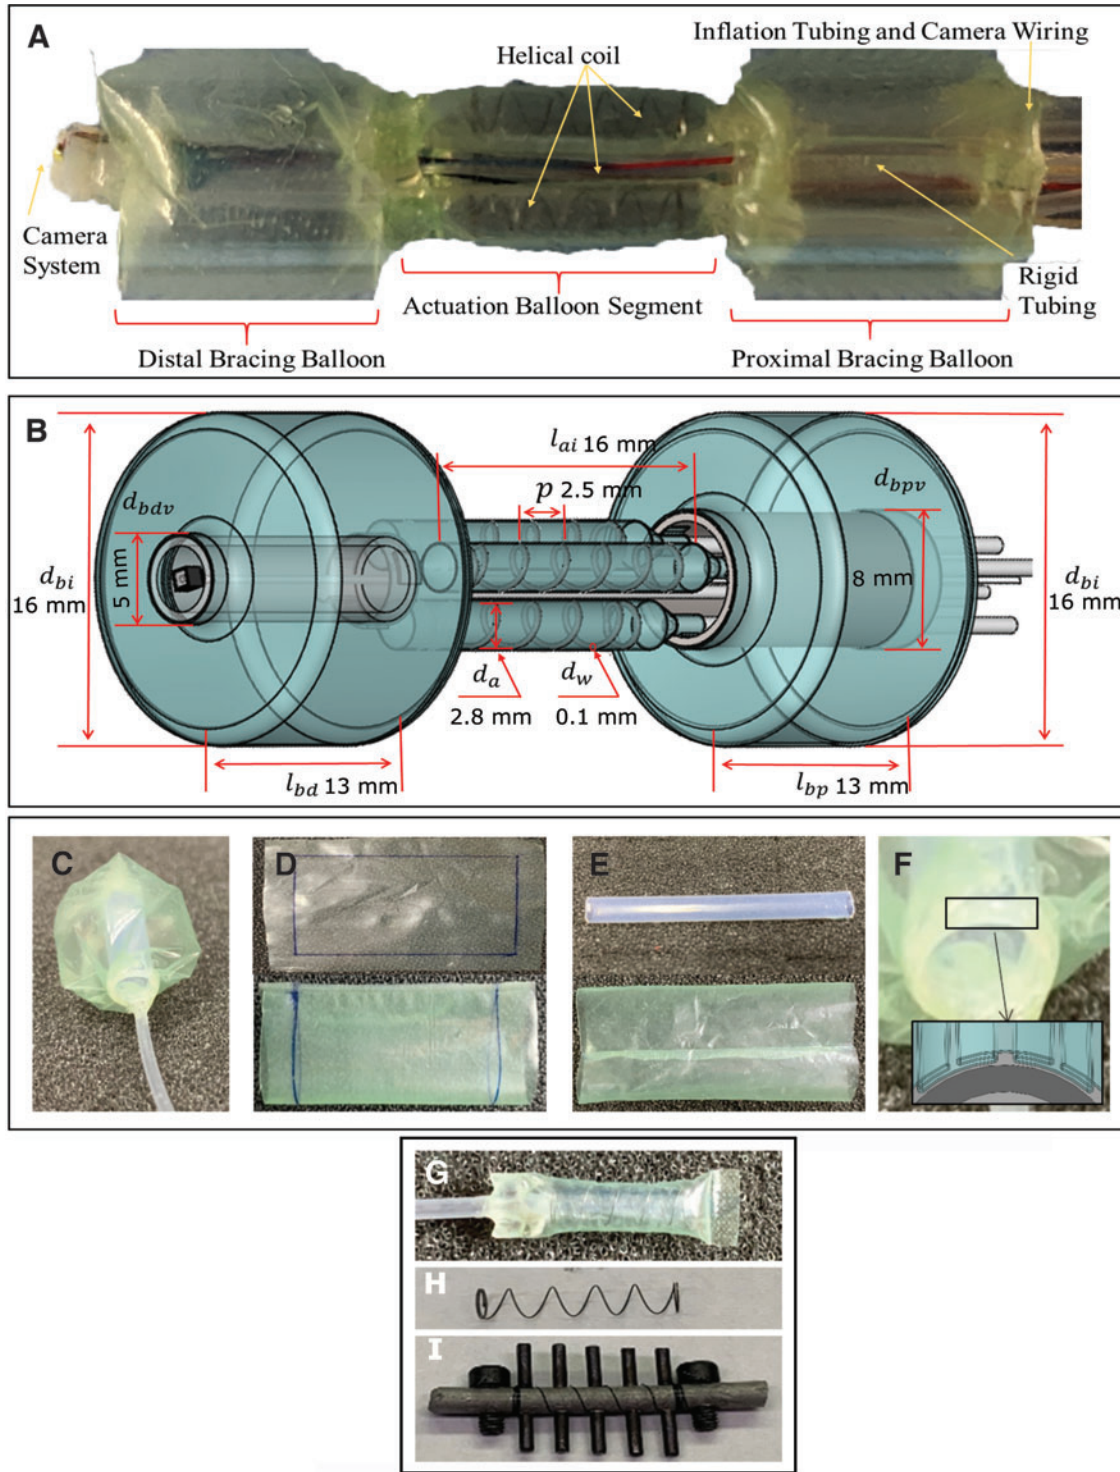 A
Inflation Tubing and Camera Wiring
Helical coil
Camera
System
Rigid
Tubing
Actuation Balloon Segment
Distal Bracing Balloon
Proximal Bracing Balloon
B
l_ai 16 mm
d_bdv
p 2.5 mm
d_bpv
d_bi
16 mm
5 mm
8 mm
d_bi
16 mm
d_a
2.8 mm
d_w
0.1 mm
l_bd 13 mm
l_bp 13 mm
C
D
E
F
G
H
I